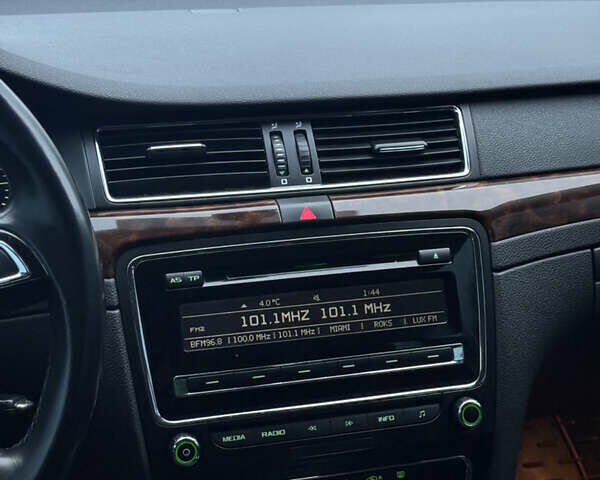 AS TP
4.0 °C 1:44
FM2 101.1MHZ 101.1 MHz
BFM96.8 | 100.0 MHz | 101.1 MHz | MIAMI | ROKS | LUX FM
MEDIA RADIO INFO